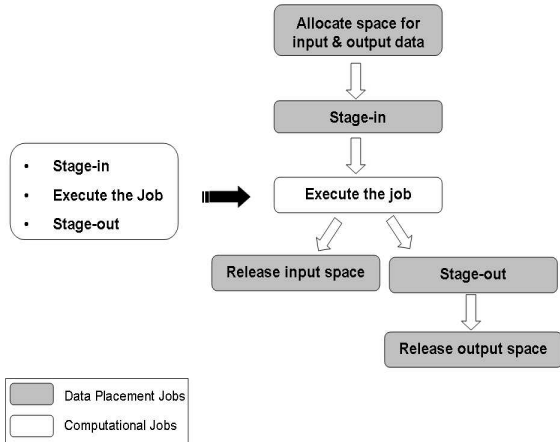 Allocate space for
input & output data
Stage-in
• Stage-in
• Execute the Job
• Stage-out
Execute the job
Release input space
Stage-out
Release output space
Data Placement Jobs
Computational Jobs